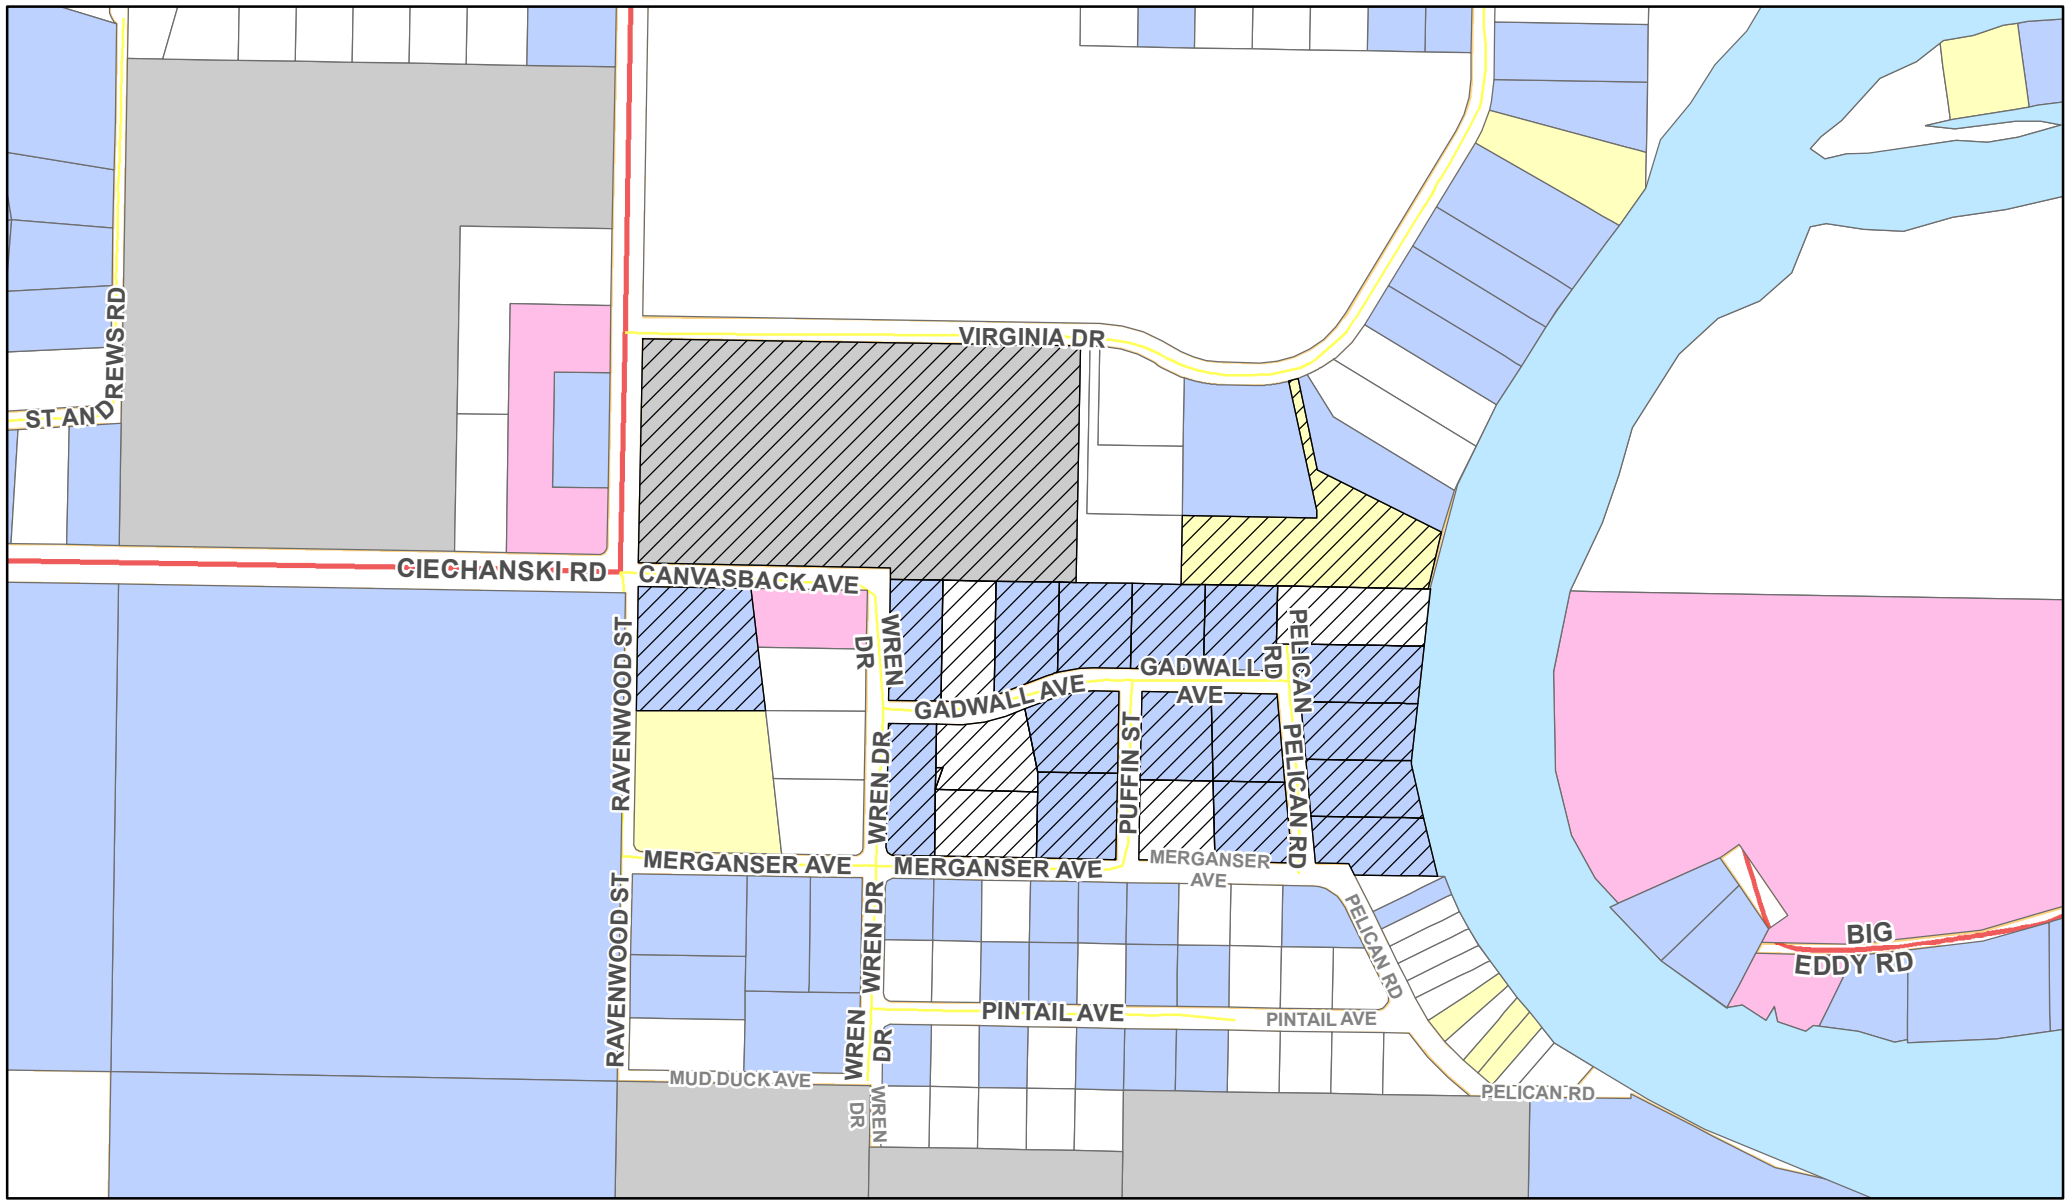 VIRGINIA DR
ST ANDREWS RD
CIECHANSKI RD
CANVASBACK AVE
WREN
DR
RAVENWOOD ST
PELICAN
RD
GADWALL AVE
GADWALL
AVE
PUFFIN ST
WREN DR
PELICAN RD
MERGANSER AVE
MERGANSER AVE
MERGANSER
AVE
RAVENWOOD ST
WREN DR
PELICAN RD
BIG
EDDY RD
PINTAIL AVE
PINTAIL AVE
WREN
DR
MUD DUCK AVE
WREN
DR
PELICAN RD